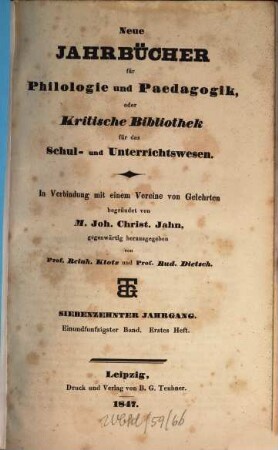 Neue
JAHRBÜCHER
für
Philologie und Paedagogik,
oder
Kritische Bibliothek
für das
Schul- und Unterrichtswesen.
In Verbindung mit einem Vereine von Gelehrten
begründet von
M. Joh. Christ. Jahn,
gegenwärtig herausgegeben
von
Prof. Reinh. Klotz und Prof. Rud. Dietsch.
SIEBENZEHNTER JAHRGANG.
Einundfunfzigster Band. Erstes Heft.
Leipzig,
Druck und Verlag von B. G. Teubner.
1847.